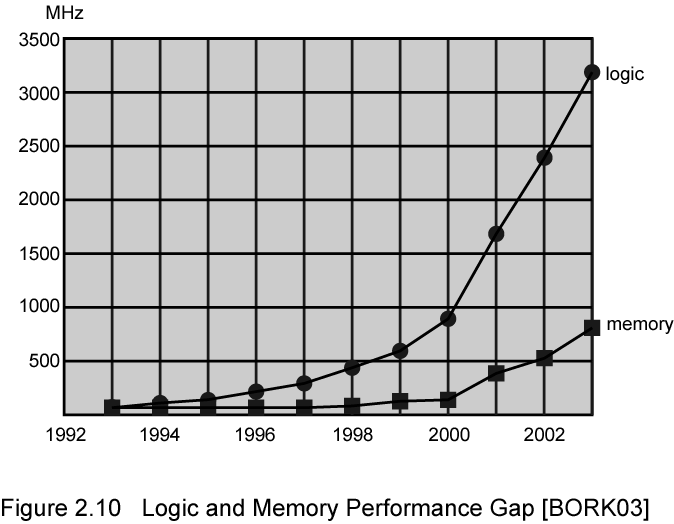 MHz
3500
3000
2500
2000
1500
1000
500
logic
memory
1992 1994 1996 1998 2000 2002
Figure 2.10 Logic and Memory Performance Gap [BORK03]